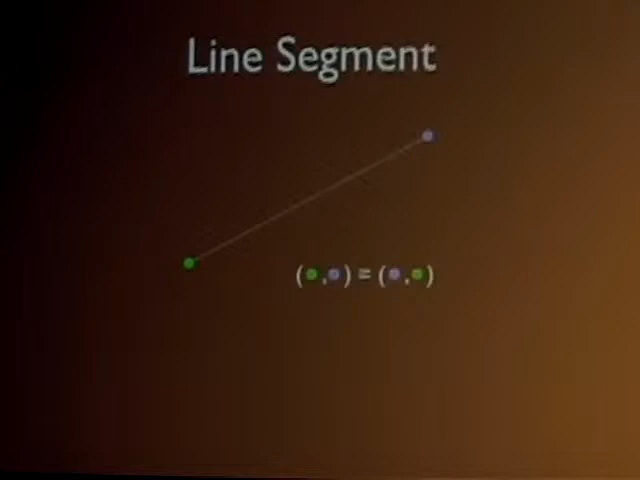 Line Segment
(●,●) ≡ (●,●)